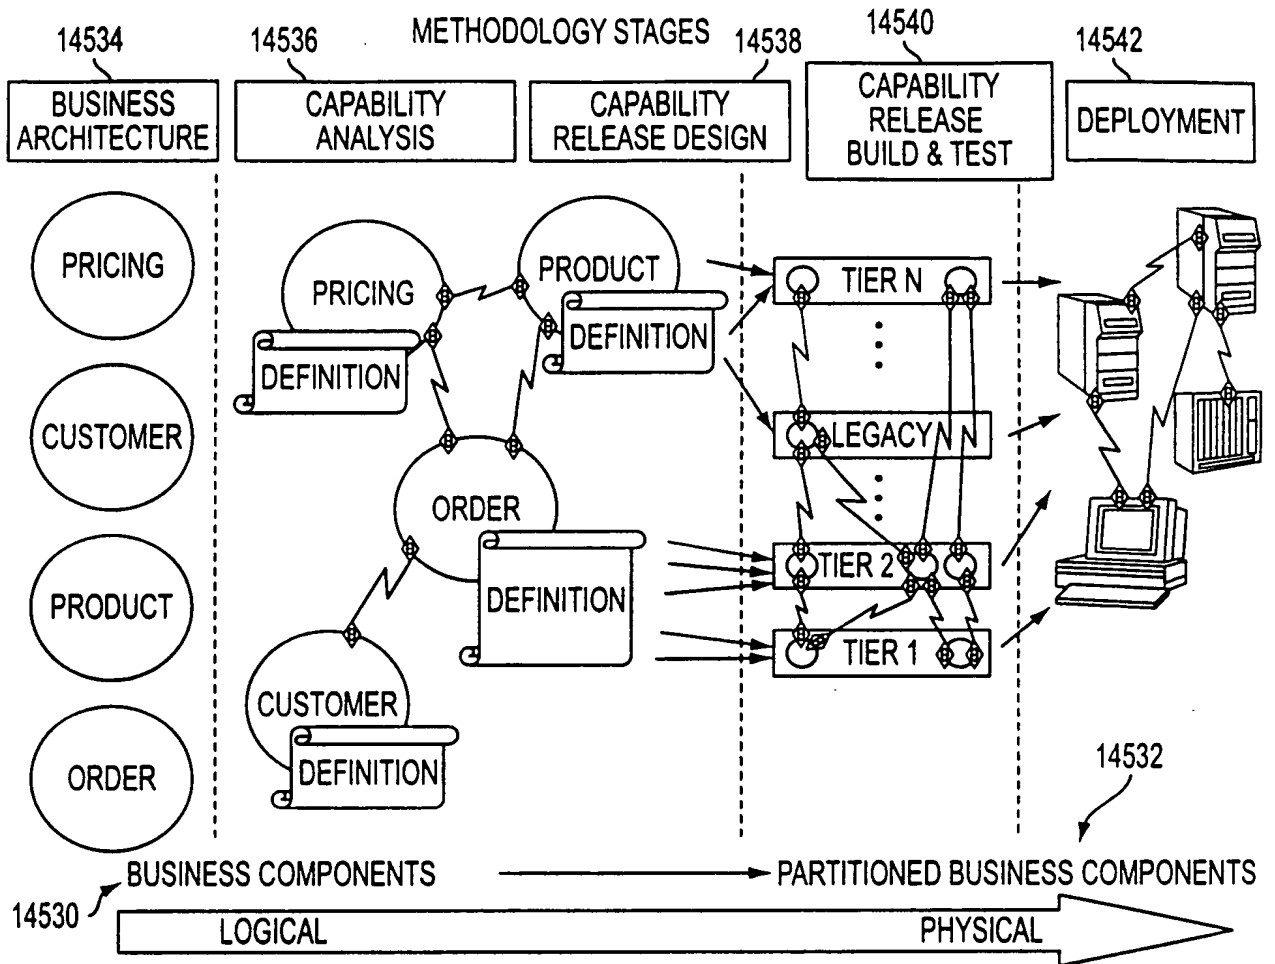 METHODOLOGY STAGES
14534
14536
14538
14540
14542
BUSINESS
ARCHITECTURE
CAPABILITY
ANALYSIS
CAPABILITY
RELEASE DESIGN
CAPABILITY
RELEASE
BUILD & TEST
DEPLOYMENT
PRICING
CUSTOMER
PRODUCT
ORDER
PRICING
DEFINITION
PRODUCT
DEFINITION
ORDER
DEFINITION
CUSTOMER
DEFINITION
TIER N
LEGACY
TIER 2
TIER 1
14532
BUSINESS COMPONENTS
PARTITIONED BUSINESS COMPONENTS
14530
LOGICAL
PHYSICAL